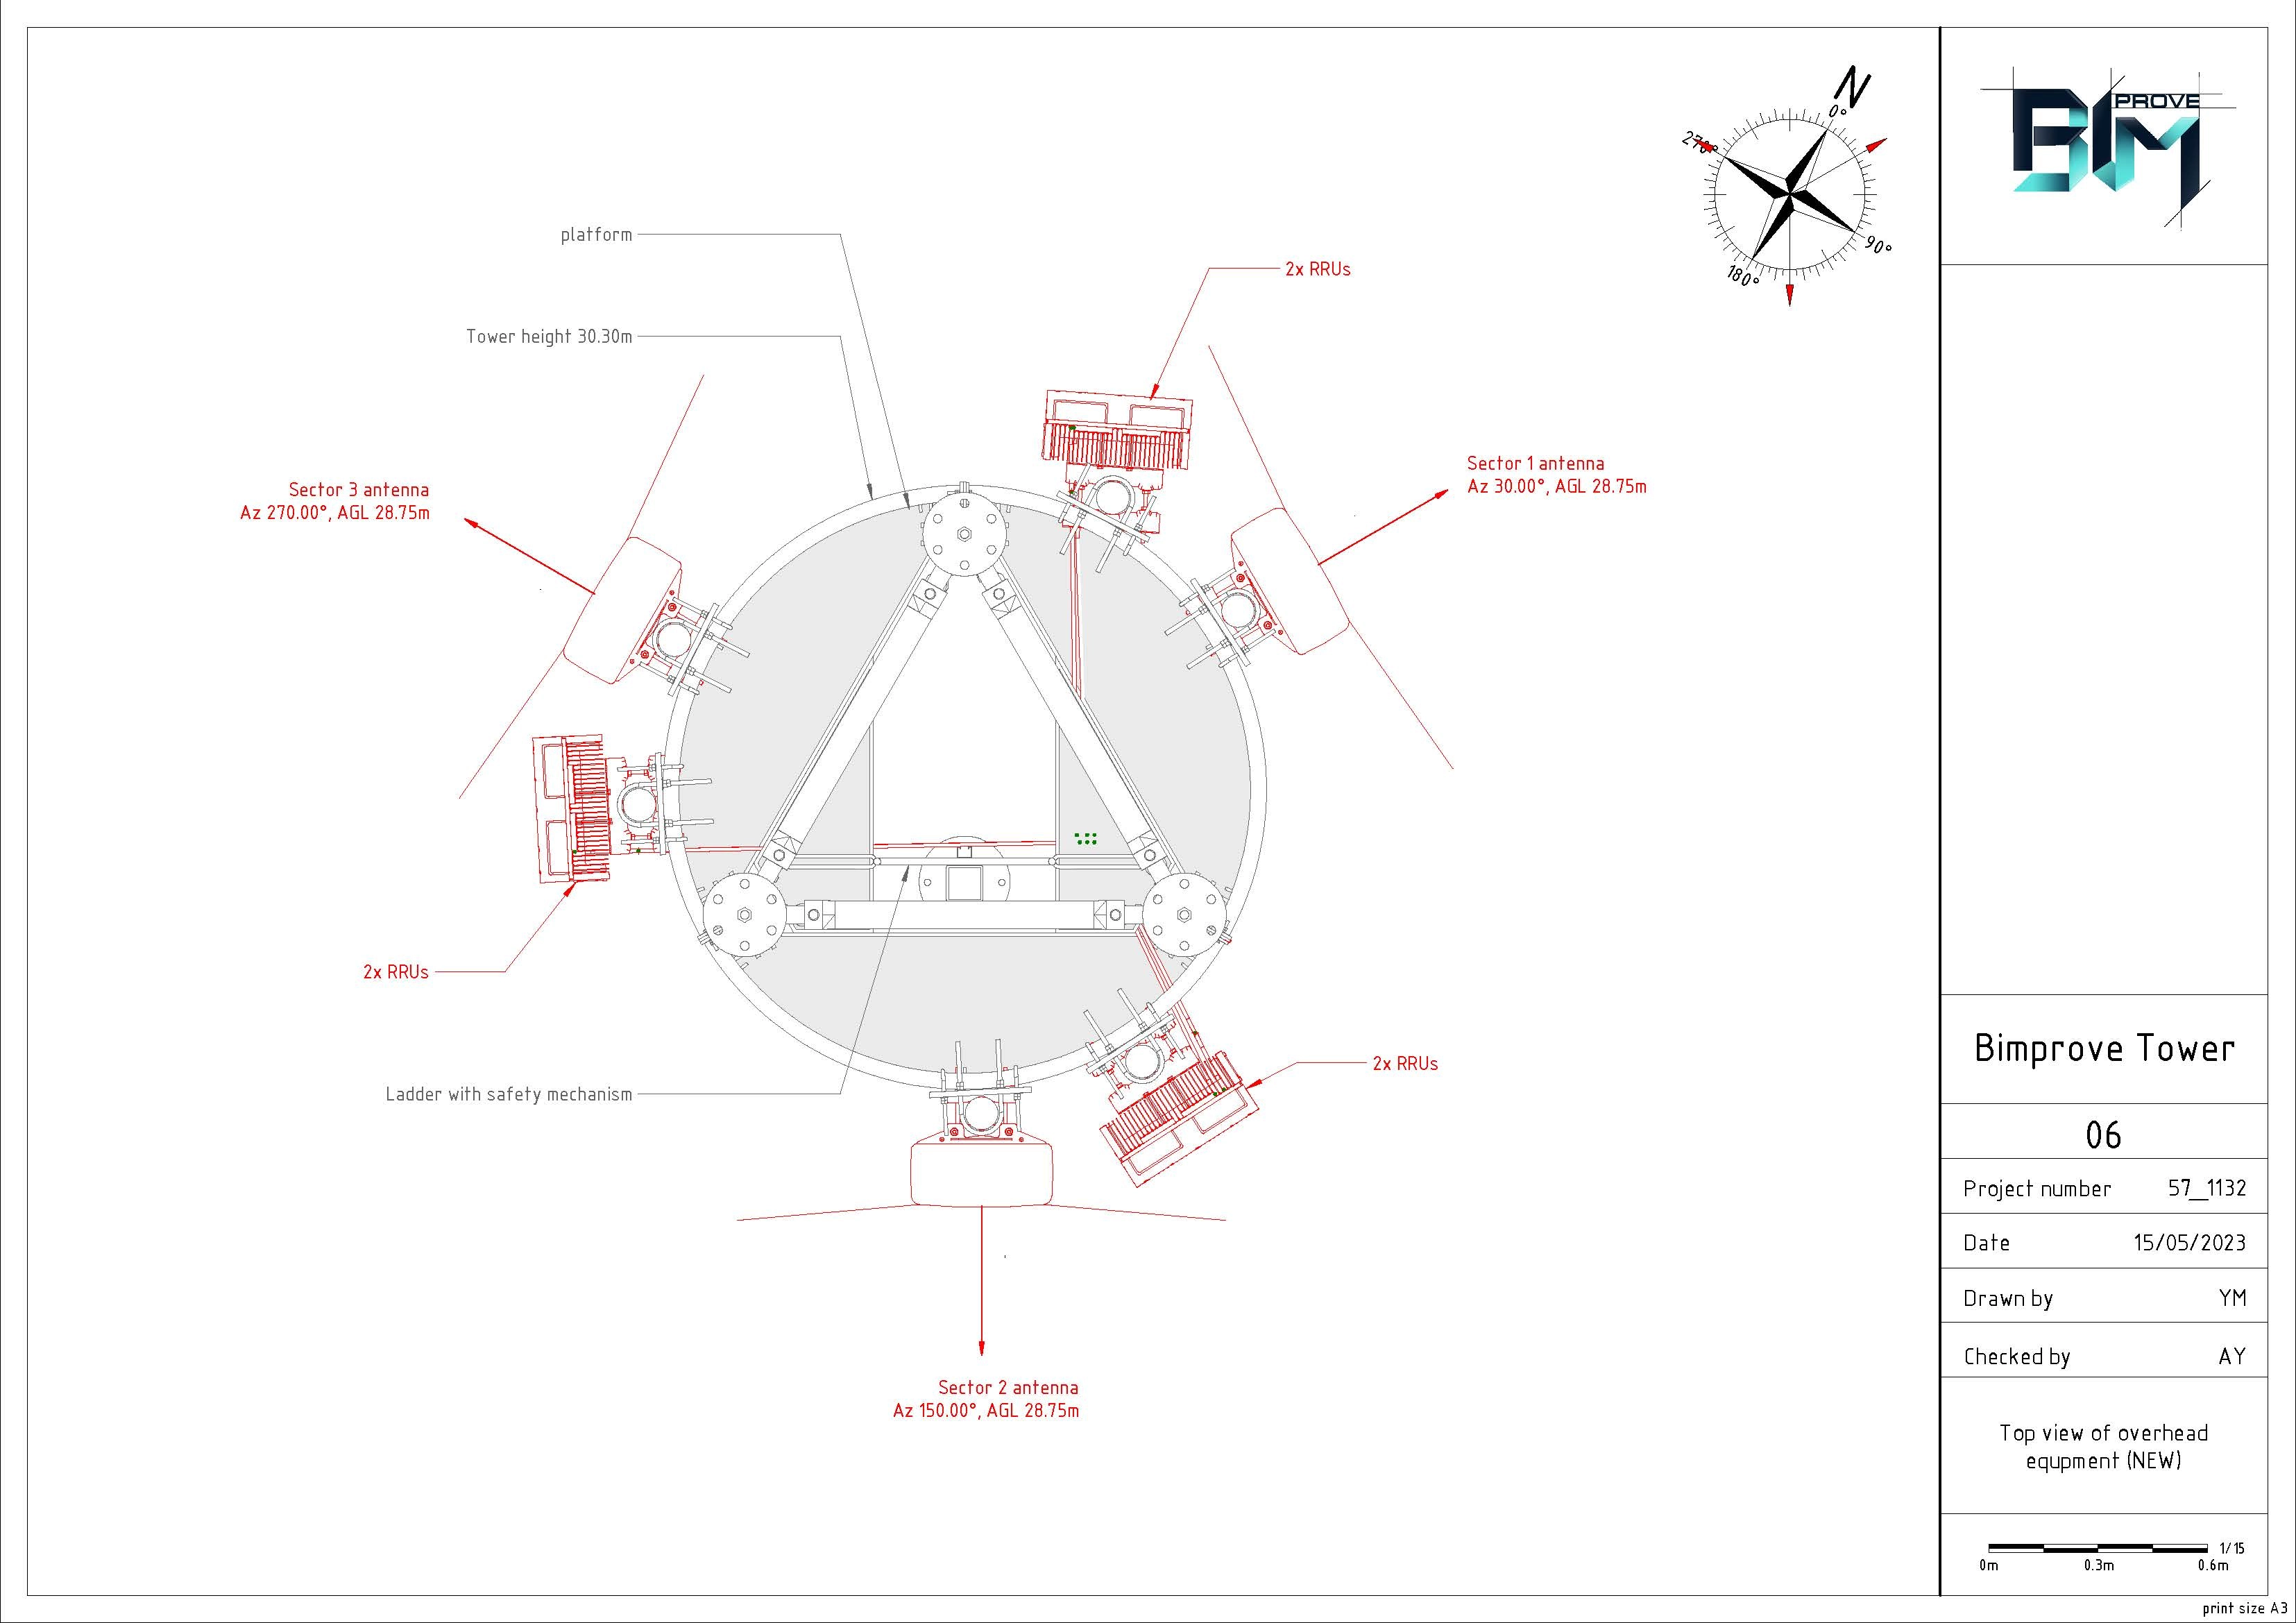 N
0°
270°
90°
180°
PROVE
BIM
platform
2x RRUs
Tower height 30.30m
Sector 1 antenna
Az 30.00°, AGL 28.75m
Sector 3 antenna
Az 270.00°, AGL 28.75m
2x RRUs
2x RRUs
Ladder with safety mechanism
Sector 2 antenna
Az 150.00°, AGL 28.75m
Bimprove Tower
06
Project number 57_1132
Date 15/05/2023
Drawn by YM
Checked by AY
Top view of overhead
equpment (NEW)
1/15
0m 0.3m 0.6m
print size A3